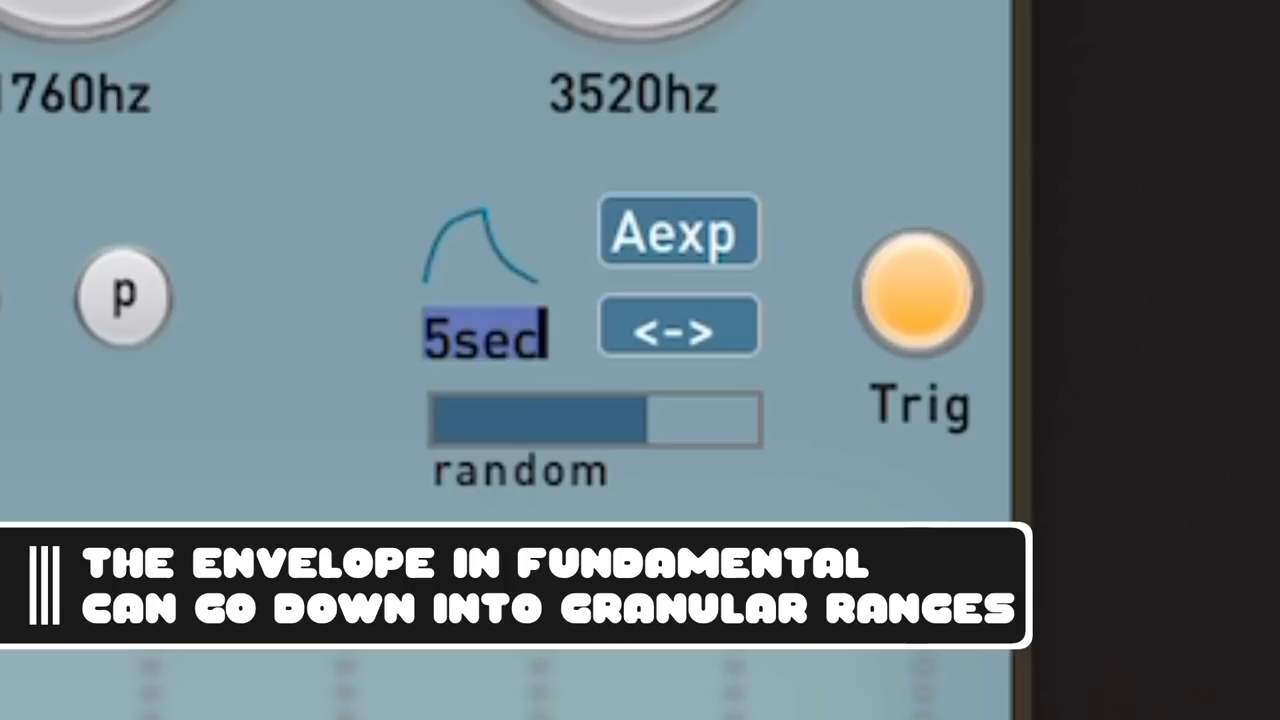 1760hz
3520hz
Aexp
p
5sec
<->
Trig
random
THE ENVELOPE IN FUNDAMENTAL
CAN GO DOWN INTO GRANULAR RANGES